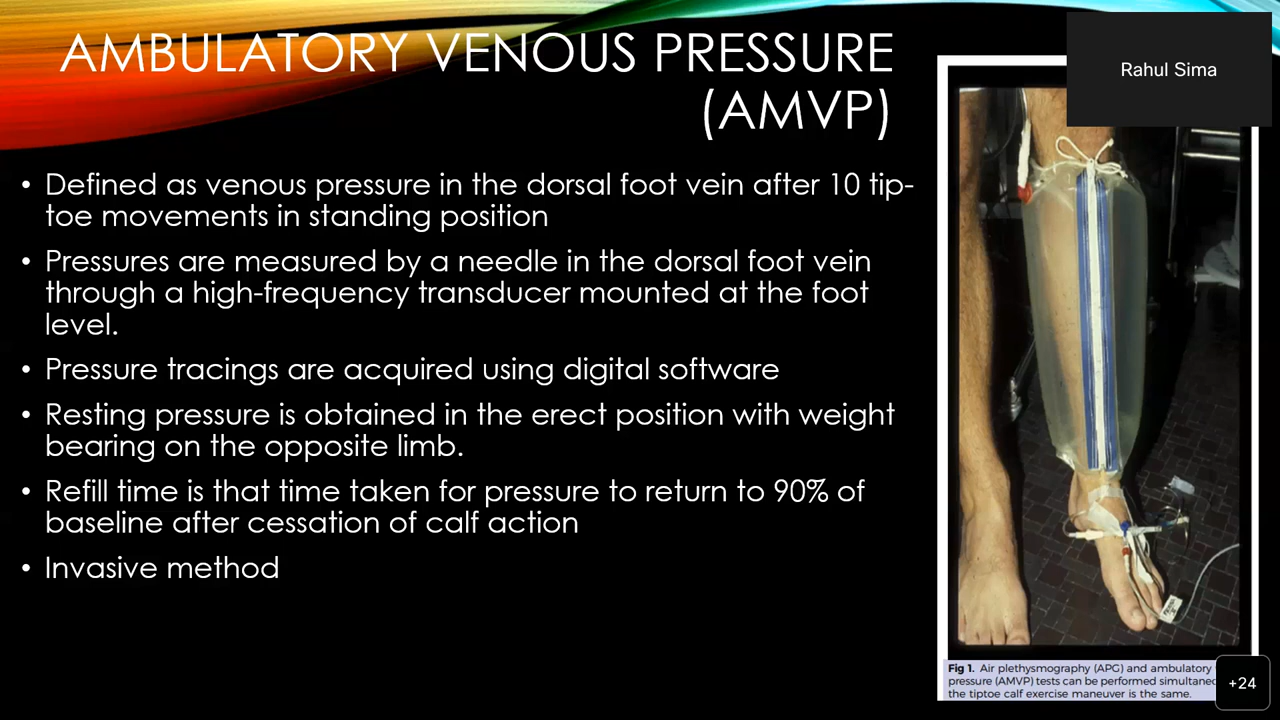 AMBULATORY VENOUS PRESSURE
(AMVP)
Rahul Sima
• Defined as venous pressure in the dorsal foot vein after 10 tip-
toe movements in standing position
• Pressures are measured by a needle in the dorsal foot vein
through a high-frequency transducer mounted at the foot
level.
• Pressure tracings are acquired using digital software
• Resting pressure is obtained in the erect position with weight
bearing on the opposite limb.
• Refill time is that time taken for pressure to return to 90% of
baseline after cessation of calf action
• Invasive method
Fig 1. Air plethysmography (APG) and ambulatory
pressure (AMVP) tests can be performed
the tiptoe calf exercise maneuver is the same.
+24